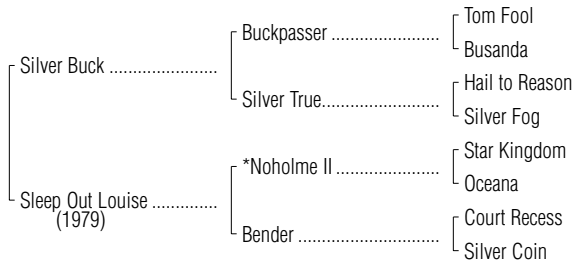 Tom Fool
Buckpasser ....................
Busanda
Silver Buck ....................
Hail to Reason
Silver True.....................
Silver Fog
Star Kingdom
*Noholme II ...................
Oceana
Sleep Out Louise .............
(1979)
Court Recess
Bender ..........................
Silver Coin